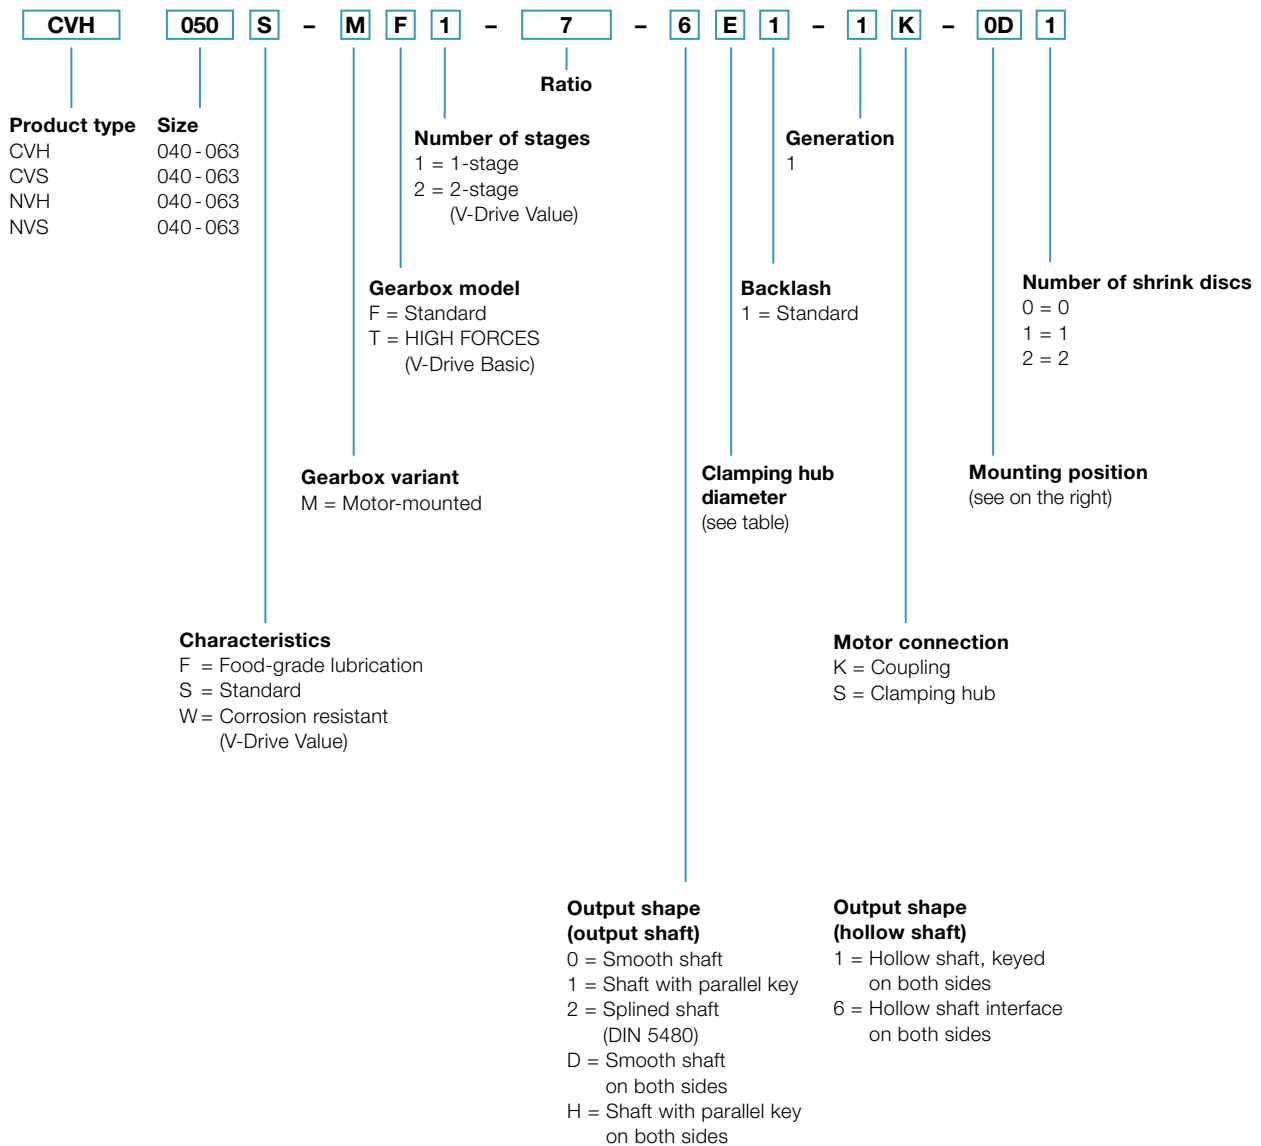 CVH 050 S – M F 1 – 7 – 6 E 1 – 1 K – 0D 1
Ratio
Product type
CVH
CVS
NVH
NVS
Size
040 - 063
040 - 063
040 - 063
040 - 063
Number of stages
1 = 1-stage
2 = 2-stage
(V-Drive Value)
Generation
1
Gearbox model
F = Standard
T = HIGH FORCES
(V-Drive Basic)
Backlash
1 = Standard
Number of shrink discs
0 = 0
1 = 1
2 = 2
Gearbox variant
M = Motor-mounted
Clamping hub
diameter
(see table)
Mounting position
(see on the right)
Characteristics
F = Food-grade lubrication
S = Standard
W = Corrosion resistant
(V-Drive Value)
Motor connection
K = Coupling
S = Clamping hub
Output shape
(output shaft)
0 = Smooth shaft
1 = Shaft with parallel key
2 = Splined shaft
(DIN 5480)
D = Smooth shaft
on both sides
H = Shaft with parallel key
on both sides
Output shape
(hollow shaft)
1 = Hollow shaft, keyed
on both sides
6 = Hollow shaft interface
on both sides